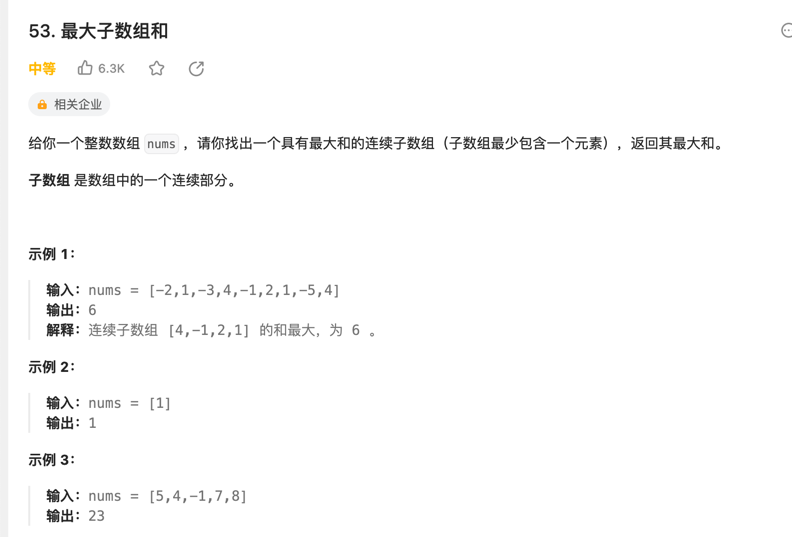 53. 最大子数组和
中等 6.3K
相关企业
给你一个整数数组 nums ，请你找出一个具有最大和的连续子数组（子数组最少包含一个元素），返回其最大和。
子数组 是数组中的一个连续部分。
示例 1：
输入：nums = [-2,1,-3,4,-1,2,1,-5,4]
输出：6
解释：连续子数组 [4,-1,2,1] 的和最大，为 6 。
示例 2：
输入：nums = [1]
输出：1
示例 3：
输入：nums = [5,4,-1,7,8]
输出：23